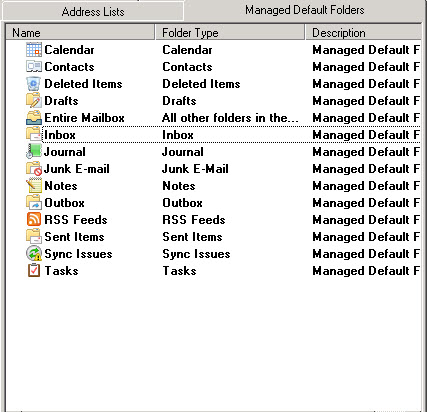 Address Lists Managed Default Folders
Name Folder Type Description
Calendar Calendar Managed Default F
Contacts Contacts Managed Default F
Deleted Items Deleted Items Managed Default F
Drafts Drafts Managed Default F
Entire Mailbox All other folders in the... Managed Default F
Inbox Inbox Managed Default F
Journal Journal Managed Default F
Junk E-mail Junk E-Mail Managed Default F
Notes Notes Managed Default F
Outbox Outbox Managed Default F
RSS Feeds RSS Feeds Managed Default F
Sent Items Sent Items Managed Default F
Sync Issues Sync Issues Managed Default F
Tasks Tasks Managed Default F